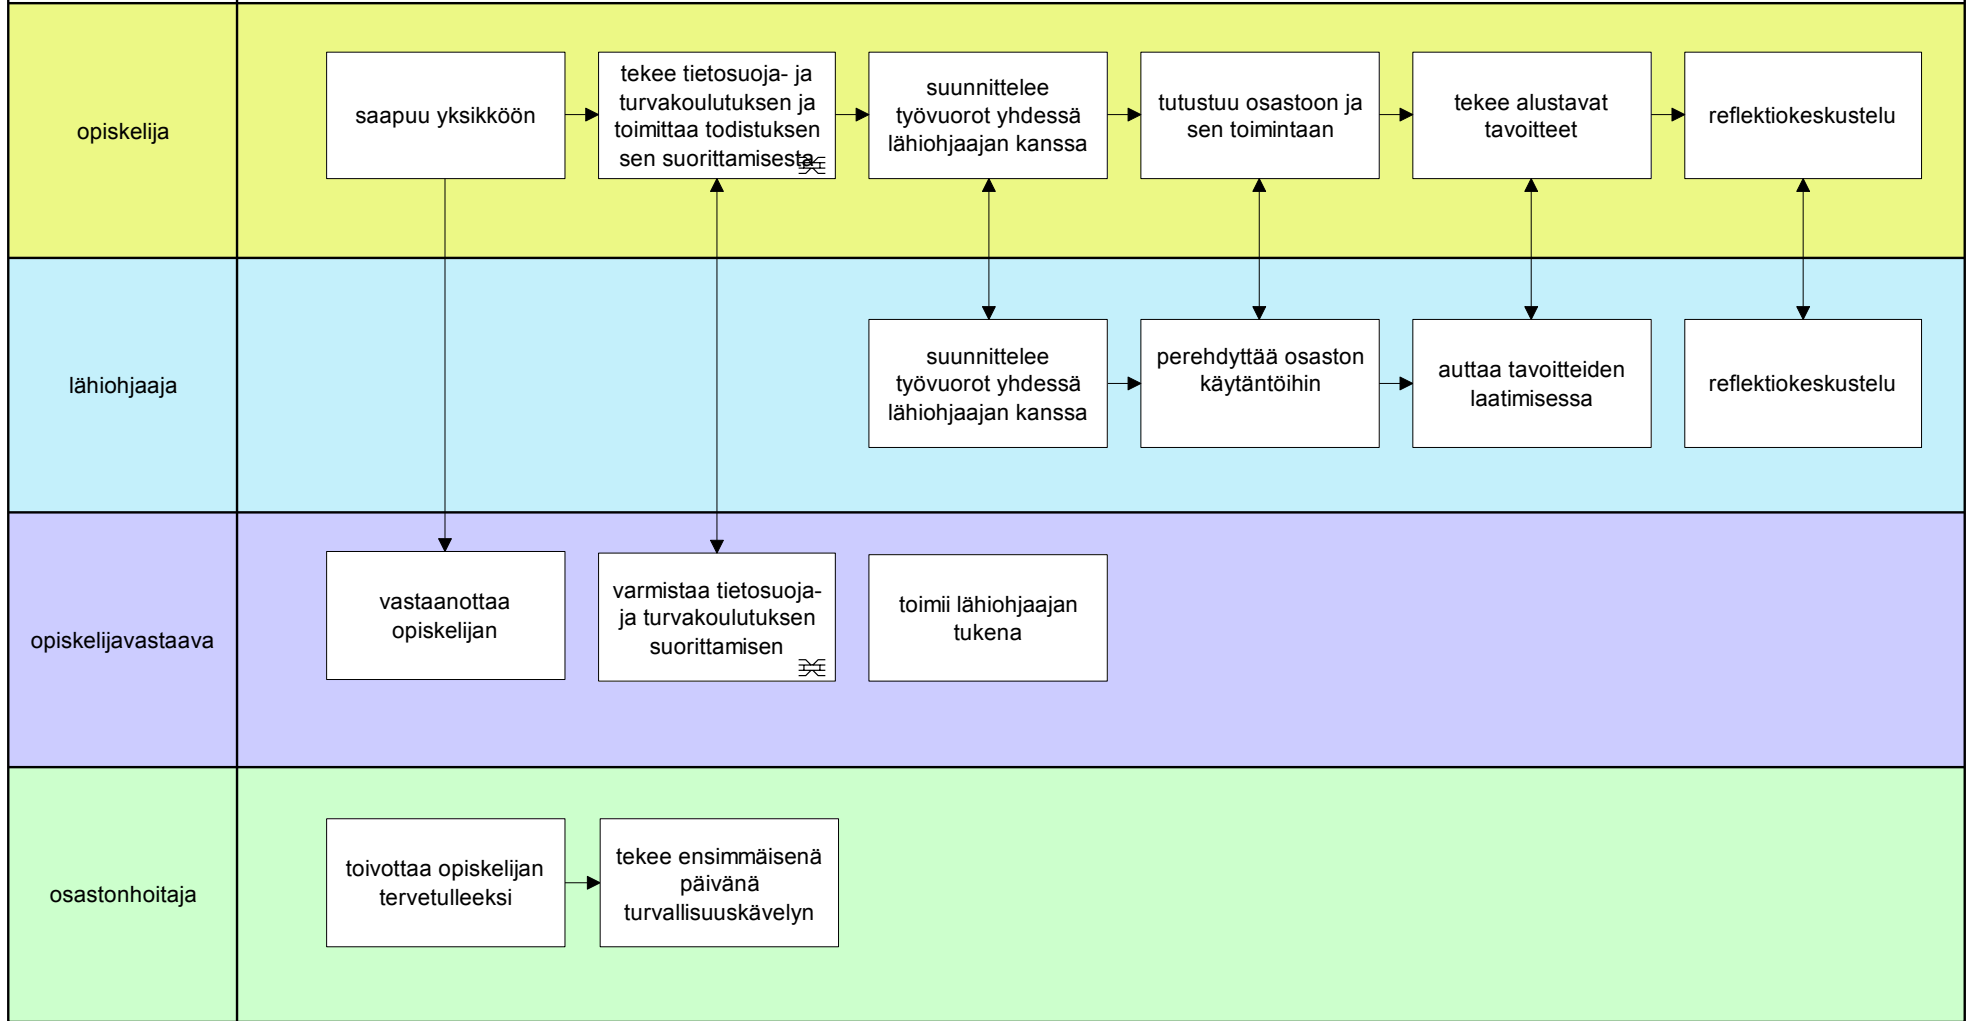 opiskelija
saapuu yksikköön
tekee tietosuoja- ja
turvakoulutuksen ja
toimittaa todistuksen
sen suorittamisesta
suunnittelee
työvuorot yhdessä
lähiohjaajan kanssa
tutustuu osastoon ja
sen toimintaan
tekee alustavat
tavoitteet
reflektiokeskustelu
lähiohjaaja
suunnittelee
työvuorot yhdessä
lähiohjaajan kanssa
perehdyttää osaston
käytäntöihin
auttaa tavoitteiden
laatimisessa
reflektiokeskustelu
opiskelijavastaava
vastaanottaa
opiskelijan
varmistaa tietosuoja-
ja turvakoulutuksen
suorittamisen
toimii lähiohjaajan
tukena
osastonhoitaja
toivottaa opiskelijan
tervetulleeksi
tekee ensimmäisenä
päivänä
turvallisuuskävelyn